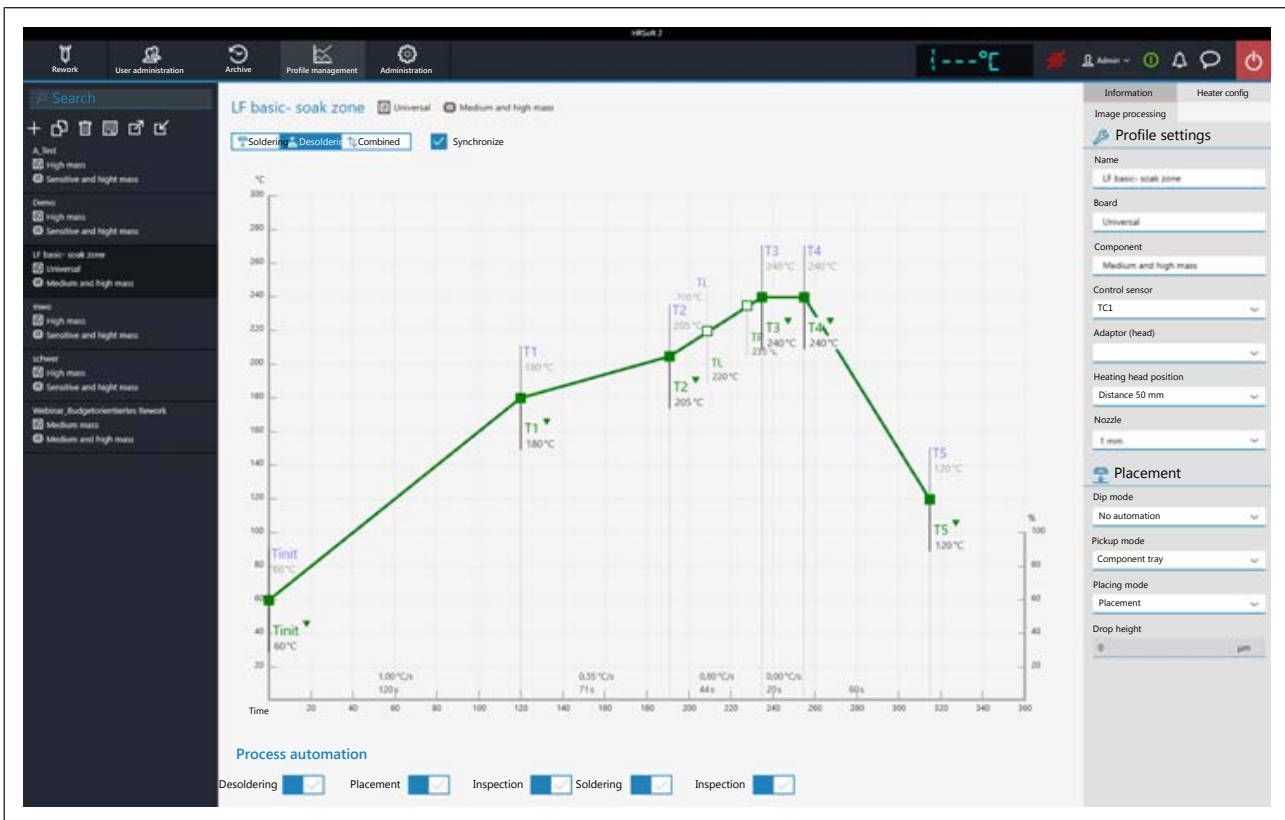 HRSoft 2
Rework
User administration
Archive
Profile management
Administration
---°C
Admin
Search
A_Test
High mass
Sensitive and hight mass
Demo
High mass
Sensitive and hight mass
LF basic- soak zone
Universal
Medium and high mass
High mass
Sensitive and hight mass
schwer
High mass
Sensitive and hight mass
Webinar_Budgetorientiertes Rework
Medium mass
Medium and high mass
LF basic- soak zone Universal Medium and high mass
Soldering Desolderin Combined Synchronize
°C
300
280
260
240
220
200
180
160
140
120
100
80
60
40
20
Tinit
60°C
Tinit
60°C
T1
180°C
T1
180°C
T2
205°C
T2
205°C
TL
220°C
TL
220°C
T3
240°C
T3
240°C
T4
240°C
T4
240°C
T5
120°C
T5
120°C
%
100
80
60
40
20
1.00°C/s 0.35°C/s 0.80°C/s 0.00°C/s
120s 71s 44s 20s 60s
Time 20 40 60 80 100 120 140 160 180 200 220 240 260 280 300 320 340 360
Process automation
Desoldering Placement Inspection Soldering Inspection
Information Heater config
Image processing
Profile settings
Name
LF basic- soak zone
Board
Universal
Component
Medium and high mass
Control sensor
TC1
Adaptor (head)
Heating head position
Distance 50 mm
Nozzle
1 mm
Placement
Dip mode
No automation
Pickup mode
Component tray
Placing mode
Placement
Drop height
0 µm